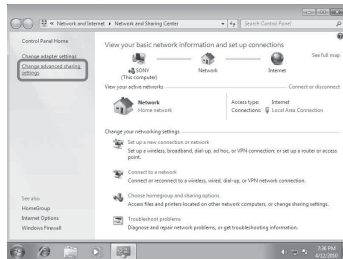 « Network and Internet ▸ Network and Sharing Center
Search Control Panel
Control Panel Home
Change adapter settings
Change advanced sharing
settings
View your basic network information and set up connections
See full map
SONY
(This computer)
Network
Internet
View your active networks
Connect or disconnect
Network
Home network
Access type: Internet
Connections: Local Area Connection
Change your networking settings
Set up a new connection or network
Set up a wireless, broadband, dial-up, ad hoc, or VPN connection; or set up a router or access
point.
Connect to a network
Connect or reconnect to a wireless, wired, dial-up, or VPN network connection.
Choose homegroup and sharing options
Access files and printers located on other network computers, or change sharing settings.
Troubleshoot problems
Diagnose and repair network problems, or get troubleshooting information.
See also
HomeGroup
Internet Options
Windows Firewall
7:36 PM
4/12/2010